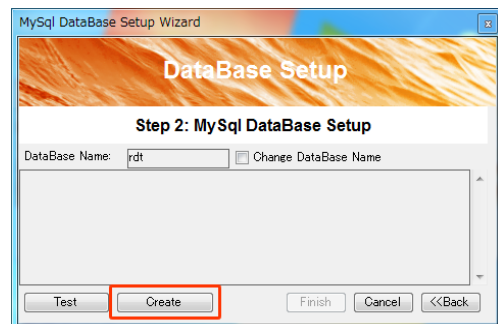 MySql DataBase Setup Wizard
DataBase Setup
Step 2: MySql DataBase Setup
DataBase Name: rdt Change DataBase Name
Test Create Finish Cancel <<Back